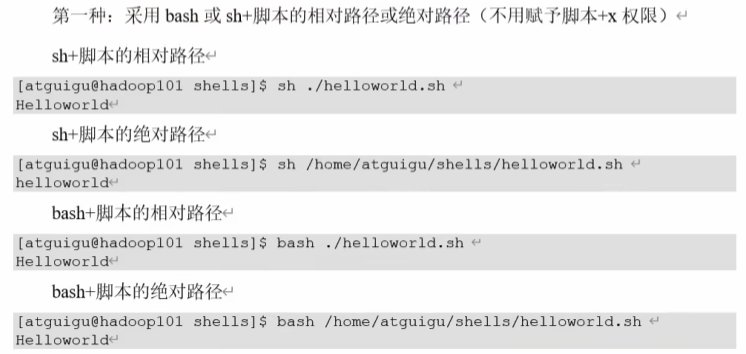 第一种：采用 bash 或 sh+脚本的相对路径或绝对路径（不用赋予脚本+x 权限）↵
sh+脚本的相对路径↵
[atguigu@hadoop101 shells]$ sh ./helloworld.sh ↵
Helloworld↵
sh+脚本的绝对路径↵
[atguigu@hadoop101 shells]$ sh /home/atguigu/shells/helloworld.sh ↵
helloworld↵
bash+脚本的相对路径↵
[atguigu@hadoop101 shells]$ bash ./helloworld.sh ↵
Helloworld↵
bash+脚本的绝对路径↵
[atguigu@hadoop101 shells]$ bash /home/atguigu/shells/helloworld.sh ↵
Helloworld↵